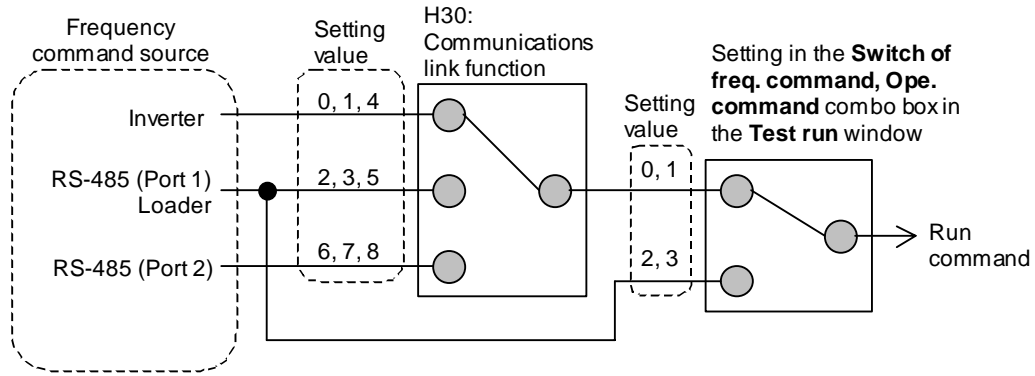 Frequency
command source
Setting
value
H30:
Communications
link function
Setting in the Switch of
freq. command, Ope.
command combo box in
the Test run window
Setting
value
Inverter
0, 1, 4
RS-485 (Port 1)
Loader
2, 3, 5
RS-485 (Port 2)
6, 7, 8
0, 1
2, 3
Run
command